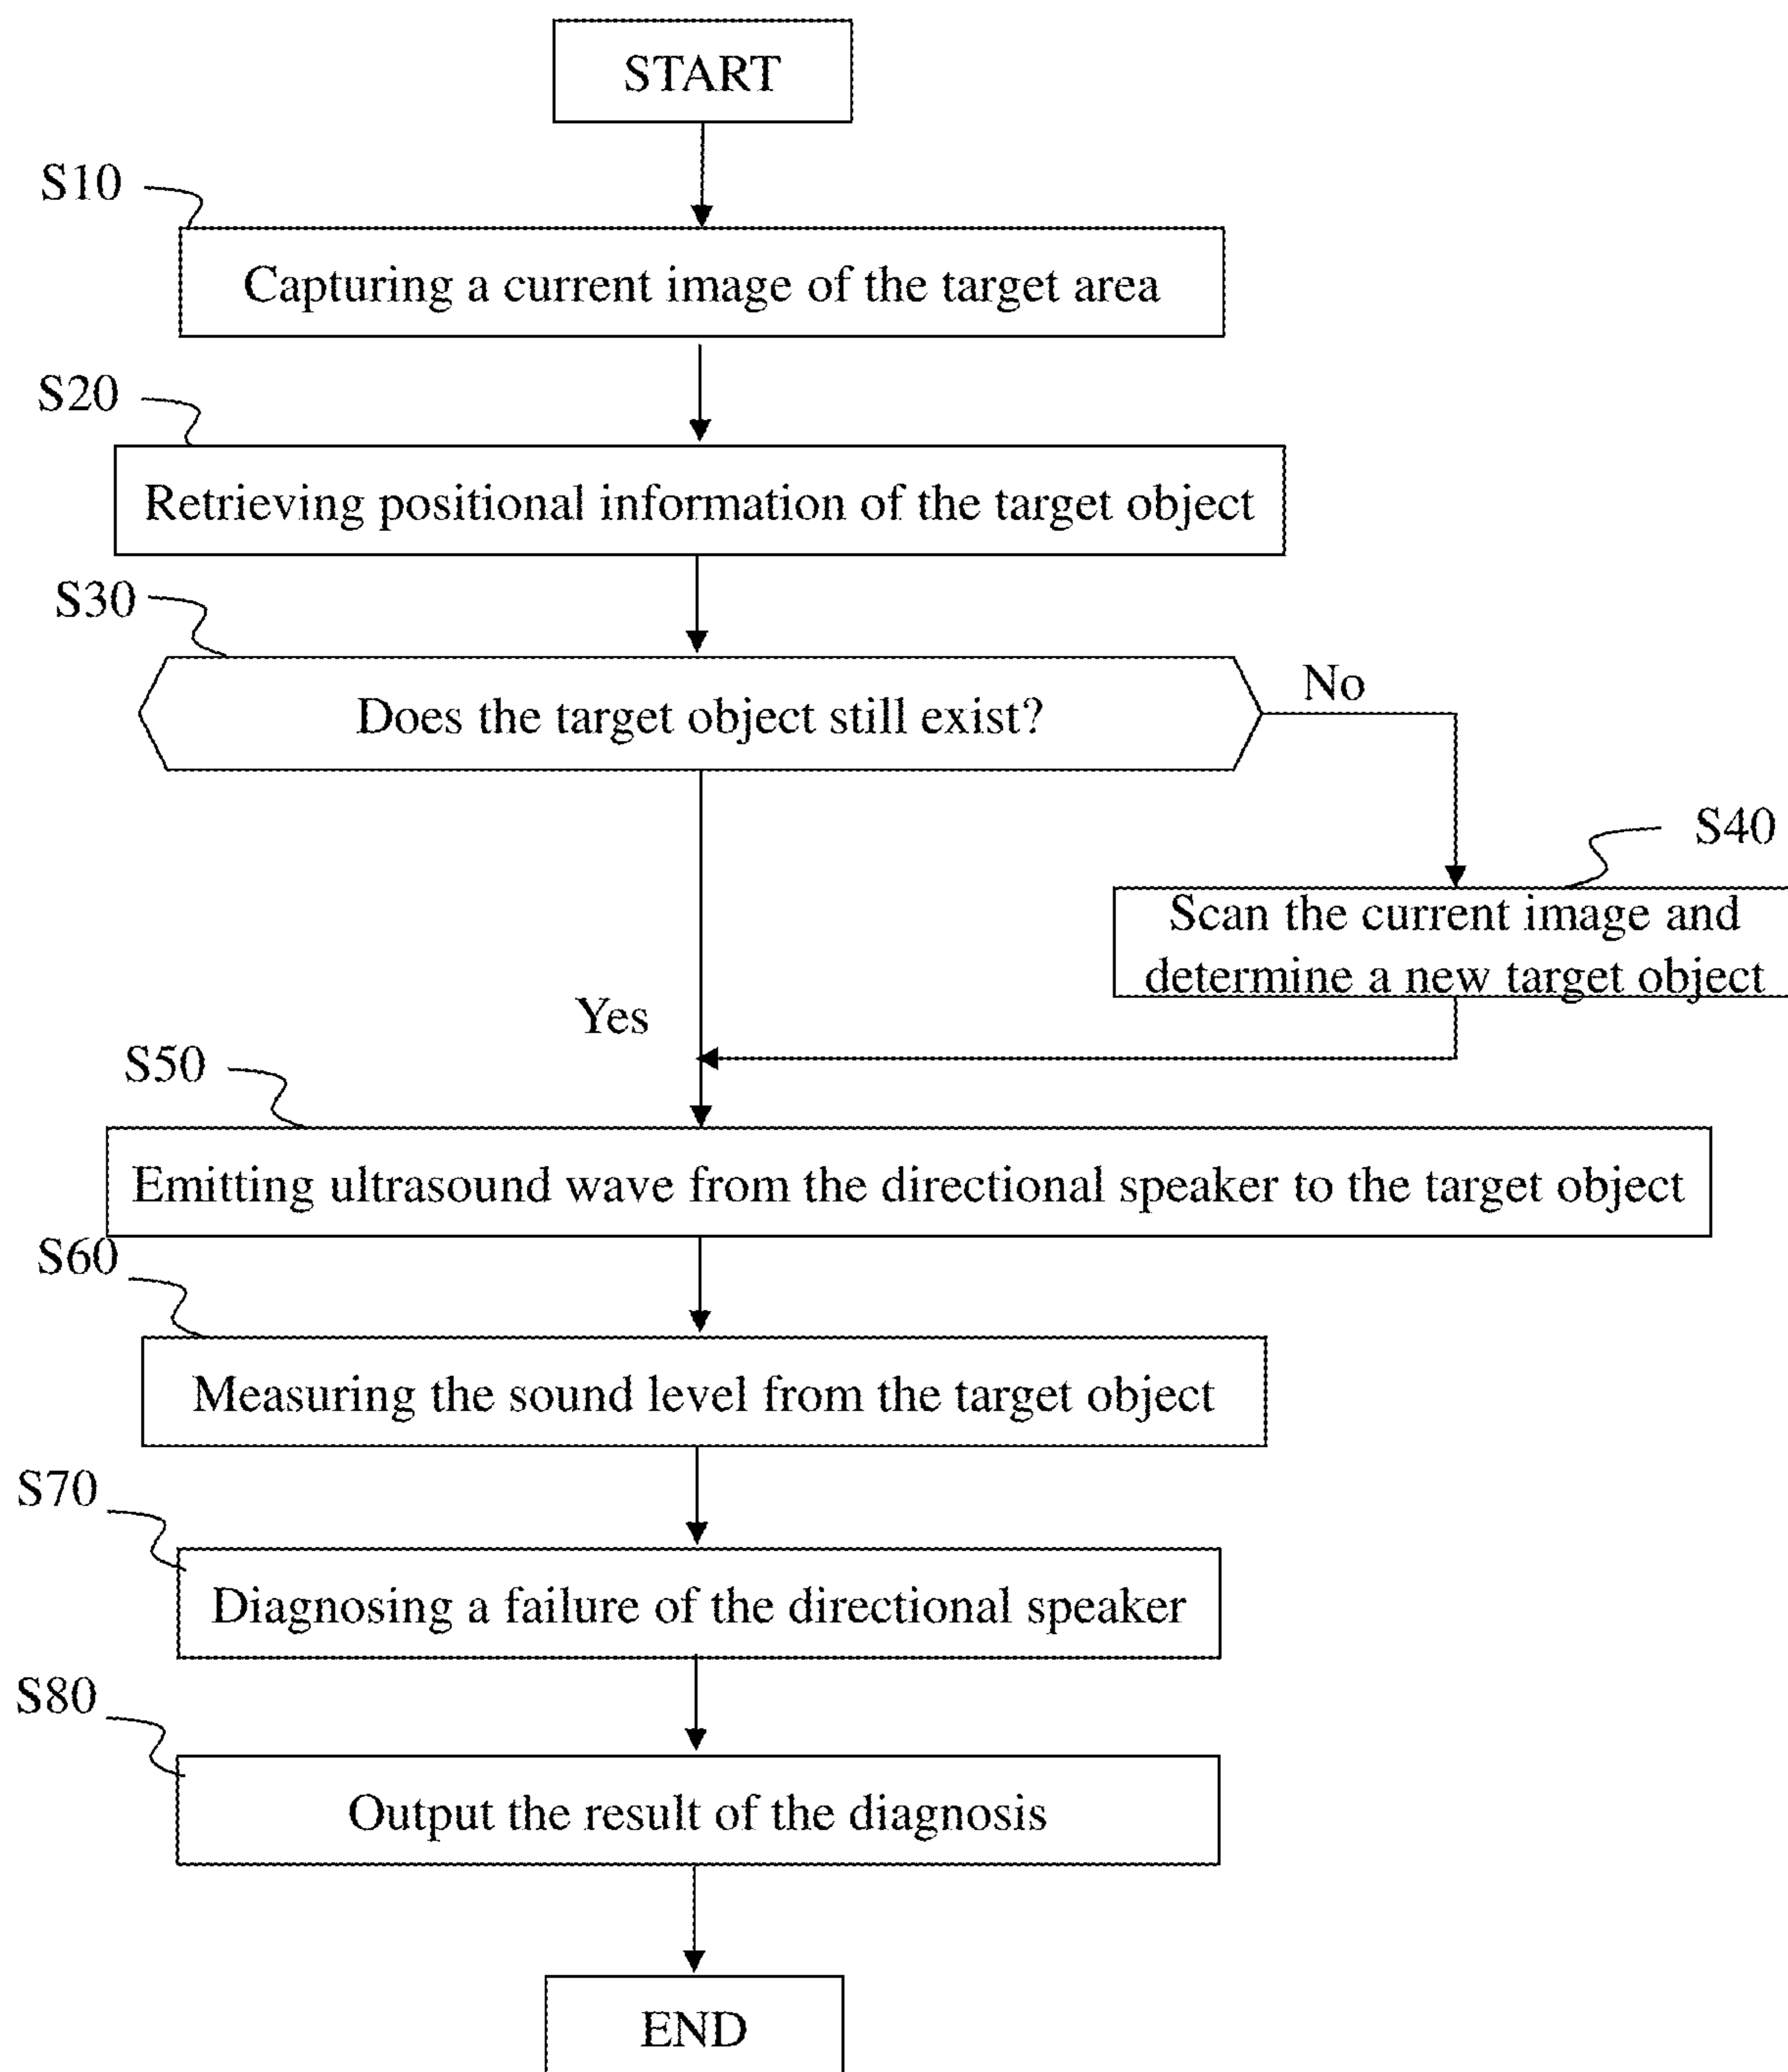 START
S10
Capturing a current image of the target area
S20
Retrieving positional information of the target object
S30
Does the target object still exist?
No
S40
Scan the current image and
determine a new target object
Yes
S50
Emitting ultrasound wave from the directional speaker to the target object
S60
Measuring the sound level from the target object
S70
Diagnosing a failure of the directional speaker
S80
Output the result of the diagnosis
END